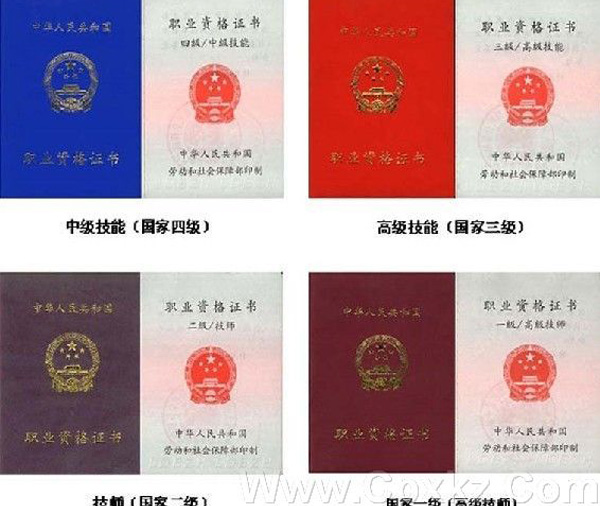 中华人民共和国
职业资格证书
职业资格证书
四级/中级技能
中华人民共和国
劳动和社会保障部印制
中级技能（国家四级）
中华人民共和国
职业资格证书
职业资格证书
三级/高级技能
中华人民共和国
劳动和社会保障部印制
高级技能（国家三级）
中华人民共和国
职业资格证书
职业资格证书
二级/技师
中华人民共和国
劳动和社会保障部印制
技师（国家二级）
中华人民共和国
职业资格证书
职业资格证书
一级/高级技师
中华人民共和国
劳动和社会保障部印制
国家一级（高级技师）
Www.Cpxkz.Com